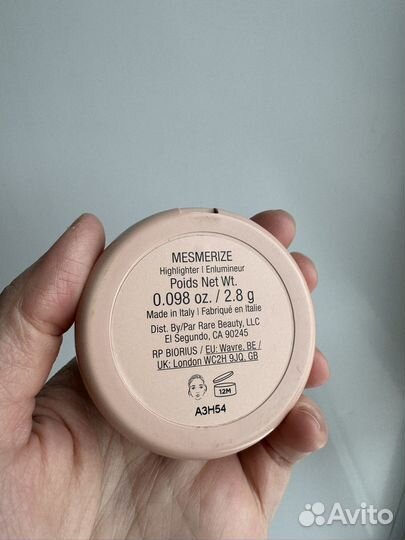 MESMERIZE
Highlighter | Enlumineur
Poids Net Wt.
0.098 oz. / 2.8 g
Made in Italy | Fabriqué en Italie
Dist. By/Par Rare Beauty, LLC
El Segundo, CA 90245
RP BIORIUS / EU: Wavre, BE /
UK: London WC2H 9JQ, GB
12M
A3H54
Avito